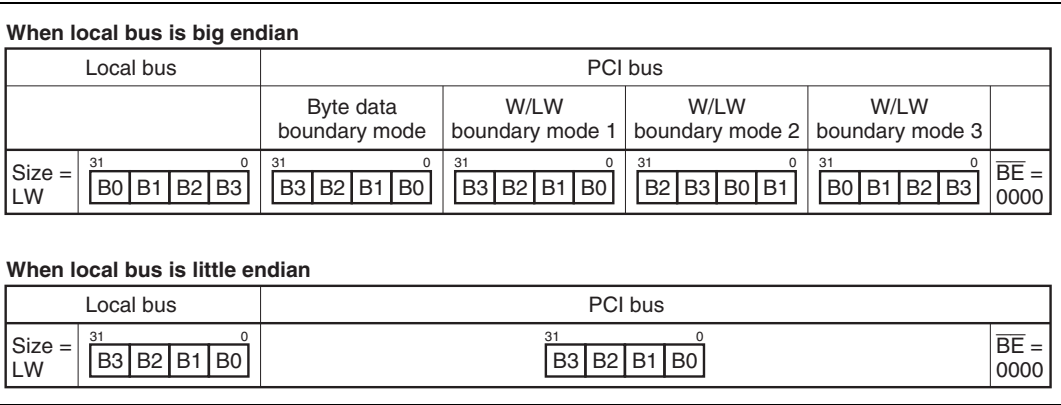 When local bus is big endian
Local bus PCI bus
Byte data boundary mode W/LW boundary mode 1 W/LW boundary mode 2 W/LW boundary mode 3
31 0 31 0 31 0 31 0 31 0
Size = LW B0 B1 B2 B3 B3 B2 B1 B0 B3 B2 B1 B0 B2 B3 B0 B1 B0 B1 B2 B3 B̅E̅ = 0000
When local bus is little endian
Local bus PCI bus
31 0 31 0
Size = LW B3 B2 B1 B0 B3 B2 B1 B0 B̅E̅ = 0000